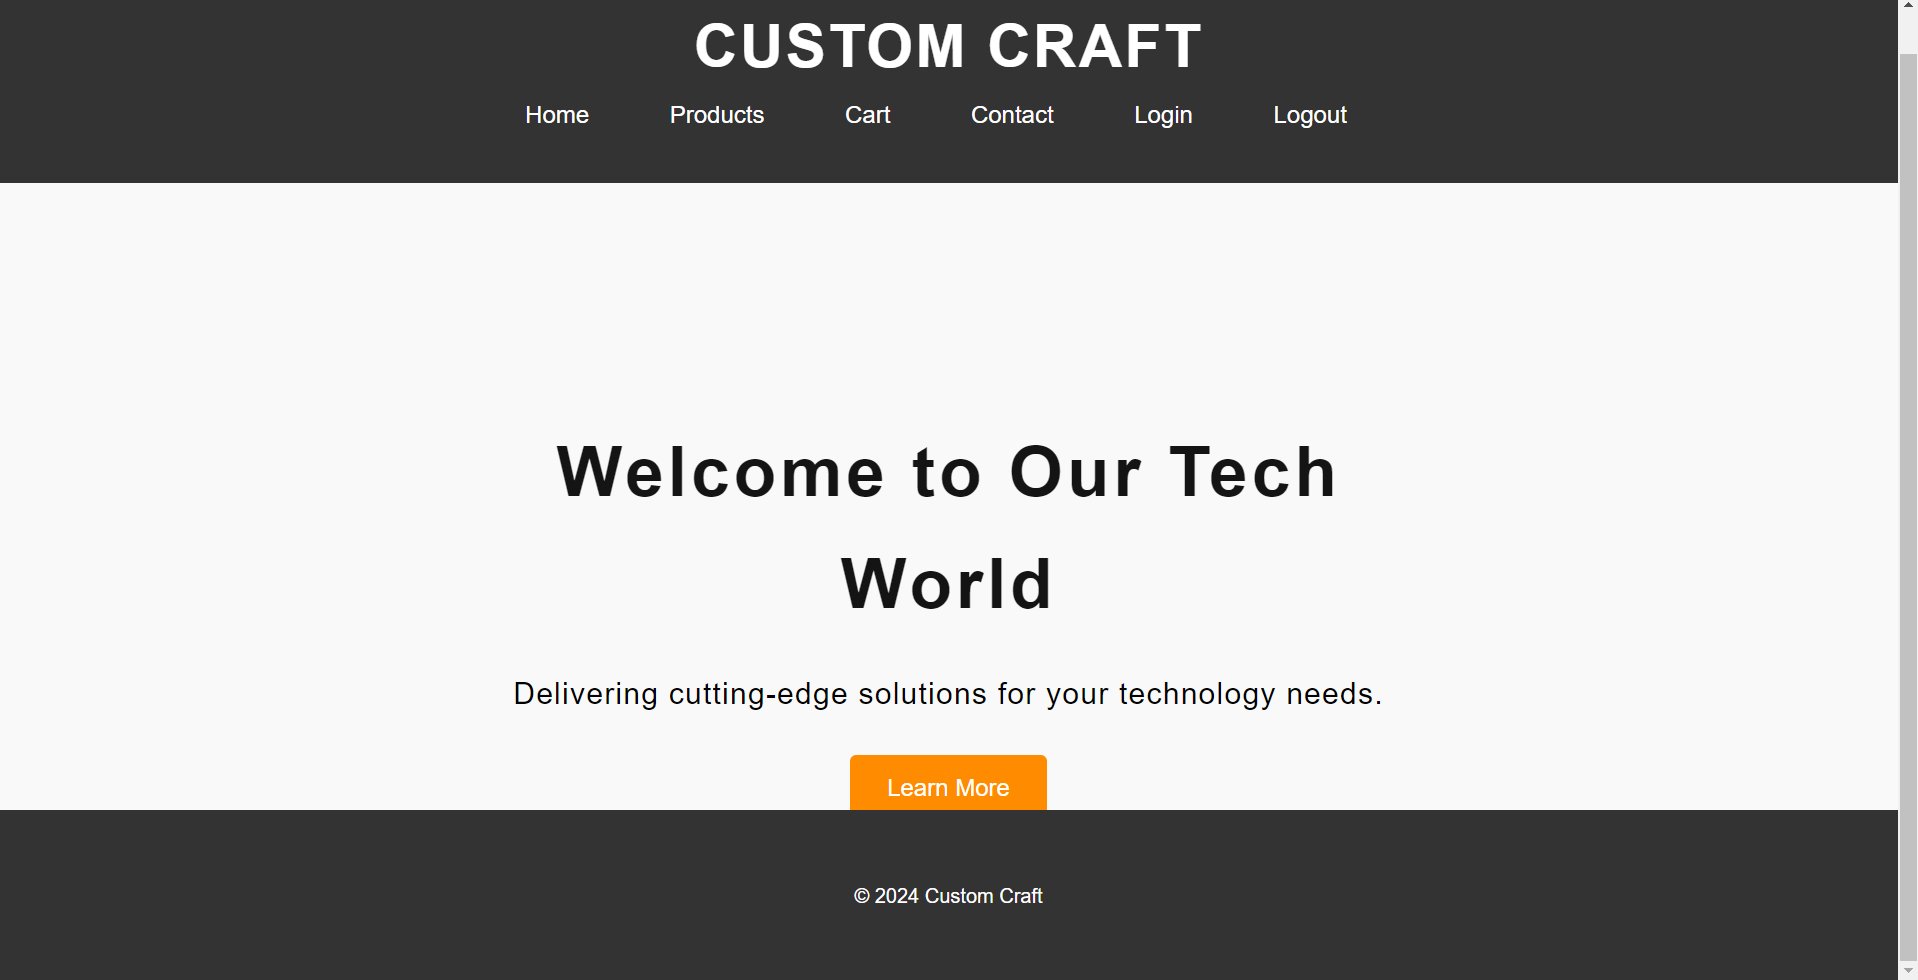 CUSTOM CRAFT
Home Products Cart Contact Login Logout
Welcome to Our Tech
World
Delivering cutting-edge solutions for your technology needs.
Learn More
© 2024 Custom Craft